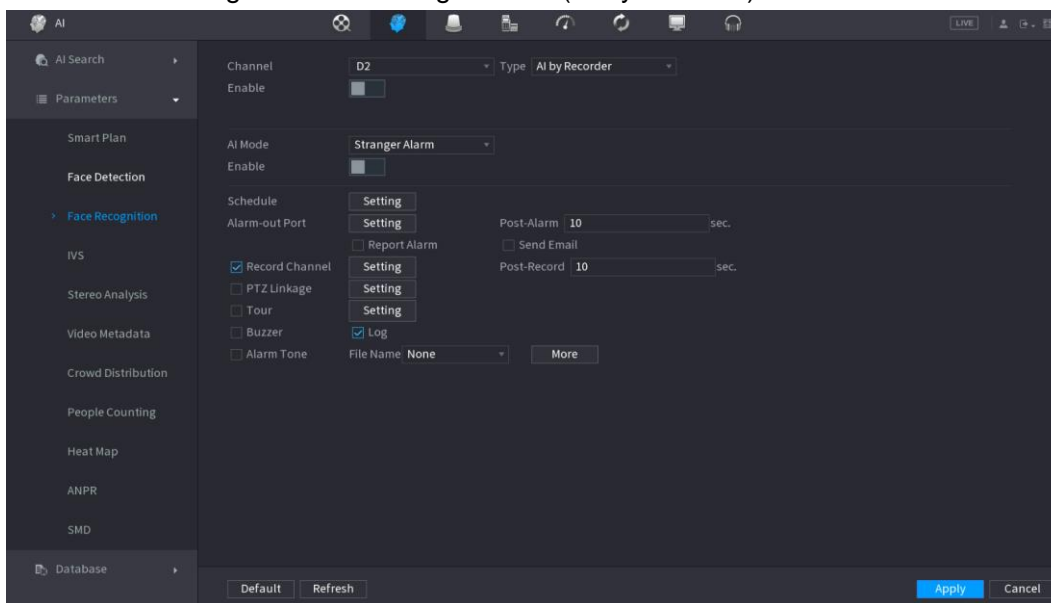 AI
LIVE
AI Search
Parameters
Smart Plan
Face Detection
Face Recognition
IVS
Stereo Analysis
Video Metadata
Crowd Distribution
People Counting
Heat Map
ANPR
SMD
Database
Channel D2 Type AI by Recorder
Enable
AI Mode Stranger Alarm
Enable
Schedule Setting
Alarm-out Port Setting Post-Alarm 10 sec.
Report Alarm Send Email
Record Channel Setting Post-Record 10 sec.
PTZ Linkage Setting
Tour Setting
Buzzer Log
Alarm Tone File Name None More
Default Refresh Apply Cancel